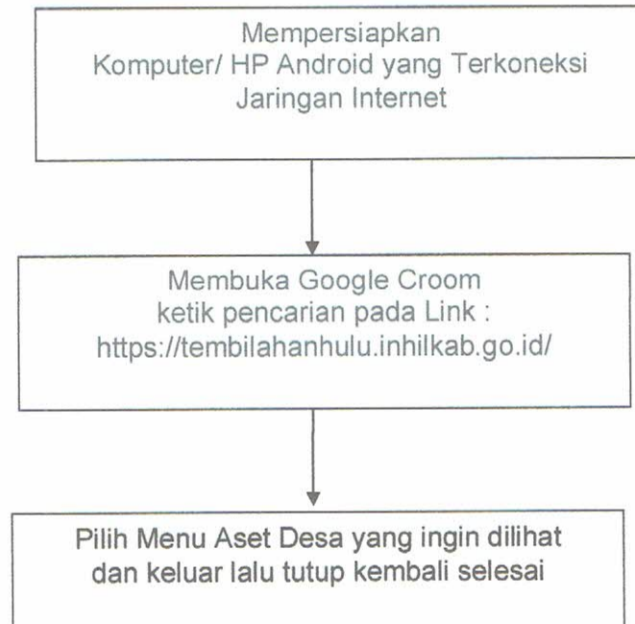 Mempersiapkan
Komputer/ HP Android yang Terkoneksi
Jaringan Internet
Membuka Google Croom
ketik pencarian pada Link :
https://tembilahanhulu.inhilkab.go.id/
Pilih Menu Aset Desa yang ingin dilihat
dan keluar lalu tutup kembali selesai